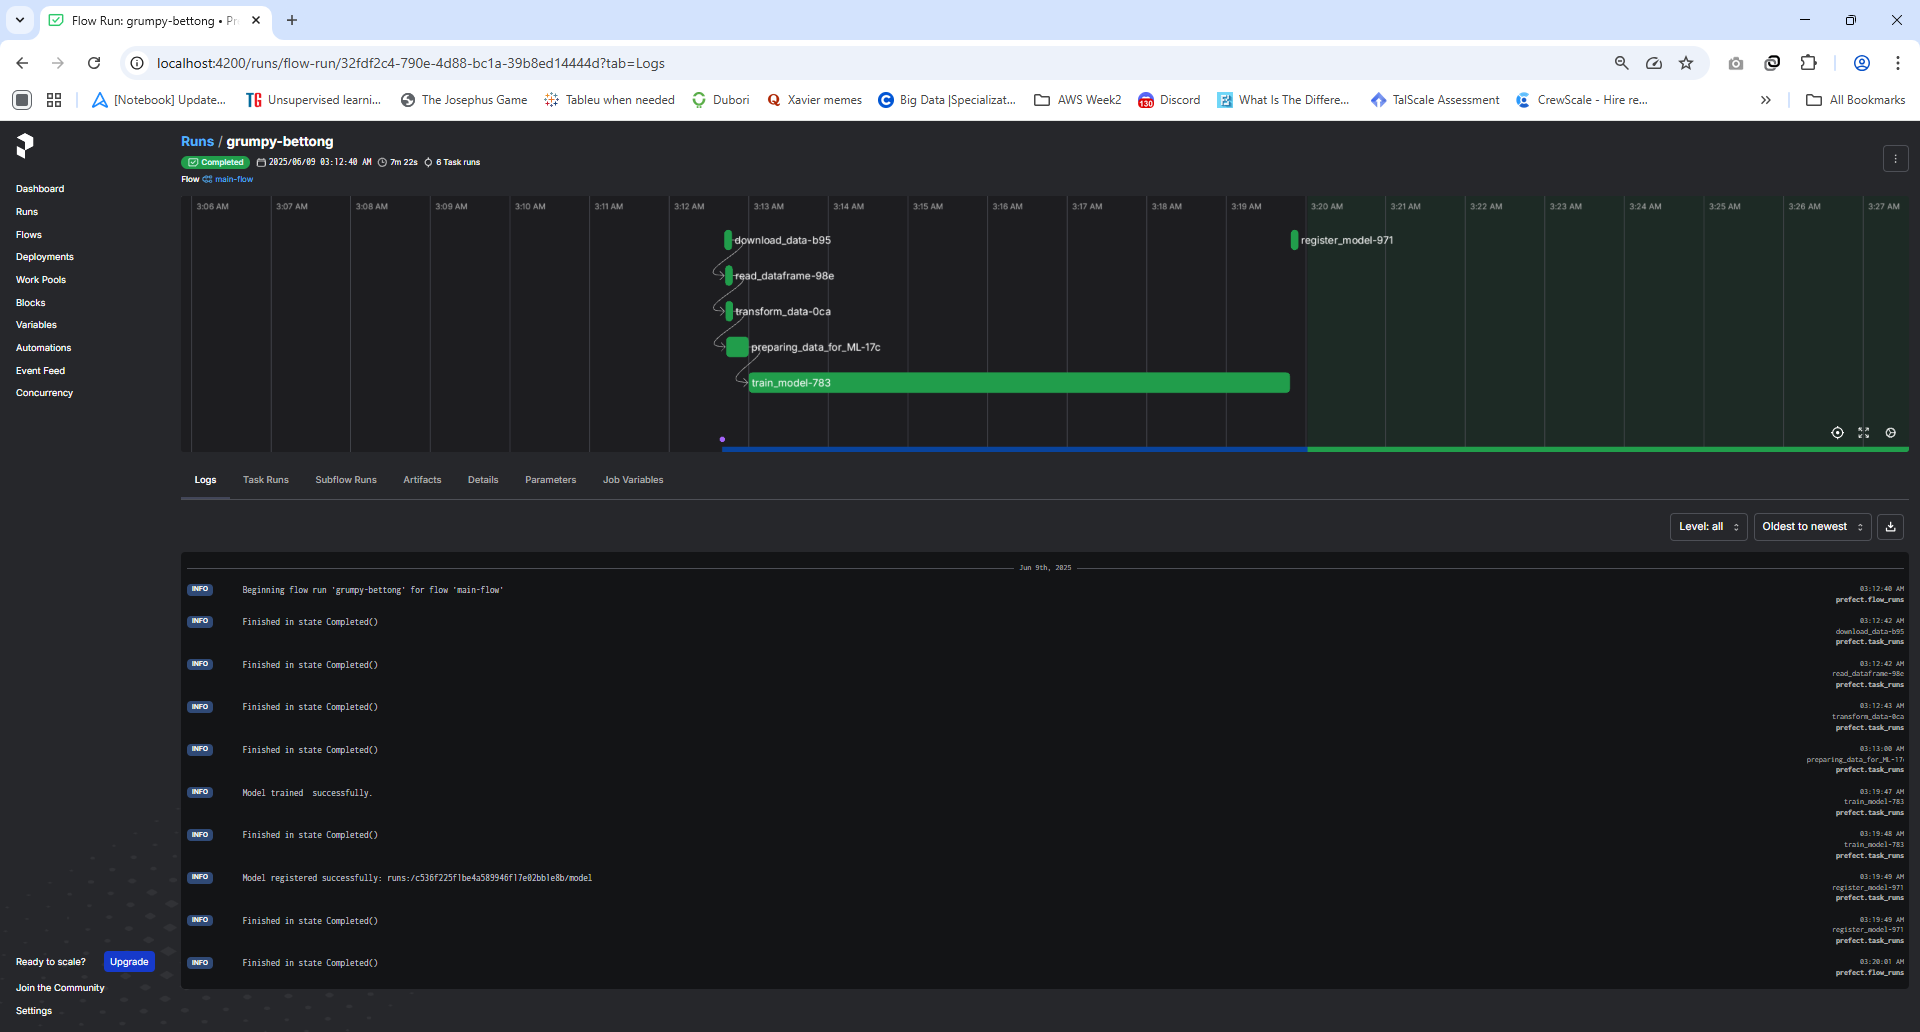 Flow Run: grumpy-bettong • Pr
localhost:4200/runs/flow-run/32fdf2c4-790e-4d88-bc1a-39b8ed14444d?tab=Logs
[Notebook] Update... TG Unsupervised learni... The Josephus Game Tableu when needed Dubori Q Xavier memes C Big Data |Specializat... AWS Week2 130 Discord What Is The Differe... TalScale Assessment CrewScale - Hire re... » All Bookmarks
Runs / grumpy-bettong
Completed 2025/06/09 03:12:40 AM 7m 22s 6 Task runs
Flow main-flow
Dashboard
Runs
Flows
Deployments
Work Pools
Blocks
Variables
Automations
Event Feed
Concurrency
3:06 AM 3:07 AM 3:08 AM 3:09 AM 3:10 AM 3:11 AM 3:12 AM 3:13 AM 3:14 AM 3:15 AM 3:16 AM 3:17 AM 3:18 AM 3:19 AM 3:20 AM 3:21 AM 3:22 AM 3:23 AM 3:24 AM 3:25 AM 3:26 AM 3:27 AM
download_data-b95 register_model-971
read_dataframe-98e
transform_data-0ca
preparing_data_for_ML-17c
train_model-783
Logs Task Runs Subflow Runs Artifacts Details Parameters Job Variables
Level: all Oldest to newest
Jun 9th, 2025
INFO Beginning flow run 'grumpy-bettong' for flow 'main-flow' 03:12:40 AM
prefect.flow_runs
INFO Finished in state Completed() 03:12:42 AM
download_data-b95
prefect.task_runs
INFO Finished in state Completed() 03:12:42 AM
read_dataframe-98e
prefect.task_runs
INFO Finished in state Completed() 03:12:43 AM
transform_data-0ca
prefect.task_runs
INFO Finished in state Completed() 03:13:00 AM
preparing_data_for_ML-17c
prefect.task_runs
INFO Model trained  successfully. 03:19:47 AM
train_model-783
prefect.task_runs
INFO Finished in state Completed() 03:19:48 AM
train_model-783
prefect.task_runs
INFO Model registered successfully: runs:/c536f225f1be4a589946f17e02bb1e8b/model 03:19:49 AM
register_model-971
prefect.task_runs
INFO Finished in state Completed() 03:19:49 AM
register_model-971
prefect.task_runs
INFO Finished in state Completed() 03:20:01 AM
prefect.flow_runs
Ready to scale? Upgrade
Join the Community
Settings